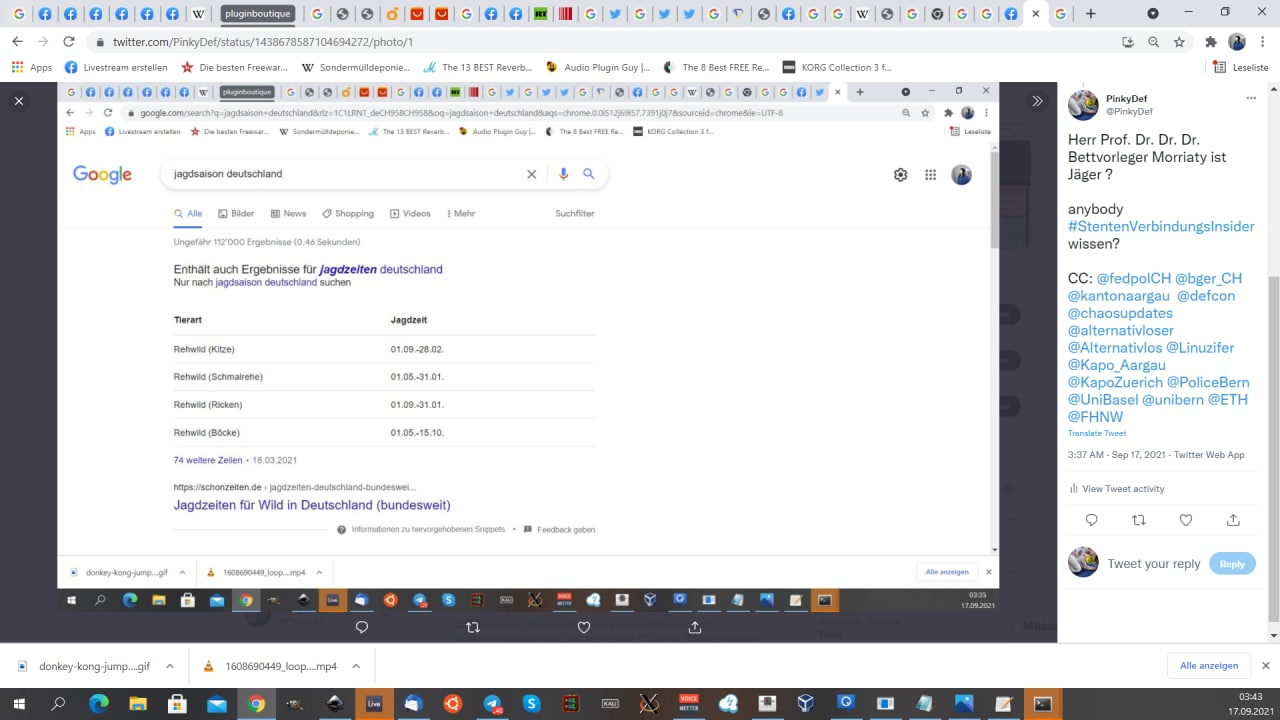 pluginboutique
twitter.com/PinkyDef/status/1438678587104694272/photo/1
Apps
Livestream erstellen
Die besten Freewar...
Sondermülldeponie...
The 13 BEST Reverb...
Audio Plugin Guy |...
The 8 Best FREE Re...
KORG Collection 3 f...
Leseliste
pluginboutique
google.com/search?q=jagdsaison+deutschland&rlz=1C1LRNT_deCH958CH958&oq=jagdsaison+deutschland&aqs=chrome.0.0i512j69i57.7391j0j7&sourceid=chrome&ie=UTF-8
Apps
Livestream erstellen
Die besten Freewar...
Sondermülldeponie...
The 13 BEST Reverb...
Audio Plugin Guy |...
The 8 Best FREE Re...
KORG Collection 3 f...
Leseliste
Google
jagdsaison deutschland
Alle
Bilder
News
Shopping
Videos
Mehr
Suchfilter
Ungefähr 112'000 Ergebnisse (0.46 Sekunden)
Enthält auch Ergebnisse für jagdzeiten deutschland
Nur nach jagdsaison deutschland suchen
Tierart Jagdzeit
Rehwild (Kitze) 01.09.-28.02.
Rehwild (Schmalrehe) 01.05.-31.01.
Rehwild (Ricken) 01.09.-31.01.
Rehwild (Böcke) 01.05.-15.10.
74 weitere Zeilen • 18.03.2021
https://schonzeiten.de › jagdzeiten-deutschland-bundeswei...
Jagdzeiten für Wild in Deutschland (bundesweit)
Informationen zu hervorgehobenen Snippets • Feedback geben
donkey-kong-jump....gif
1608690449_loop....mp4
Alle anzeigen
Live
KALI
VOICE
MEETER
03:35
17.09.2021
PinkyDef
@PinkyDef
Herr Prof. Dr. Dr. Dr.
Bettvorleger Morriaty ist
Jäger ?
anybody
#StentenVerbindungsInsider
wissen?
CC: @fedpolCH @bger_CH
@kantonaargau @defcon
@chaosupdates
@alternativloser
@Alternativlos @Linuzifer
@Kapo_Aargau
@KapoZuerich @PoliceBern
@UniBasel @unibern @ETH
@FHNW
Translate Tweet
3:37 AM · Sep 17, 2021 · Twitter Web App
View Tweet activity
Tweet your reply
Reply
@PinkyDef
Tesla
Messa
donkey-kong-jump....gif
1608690449_loop....mp4
Alle anzeigen
Live
KALI
VOICE
MEETER
03:43
17.09.2021